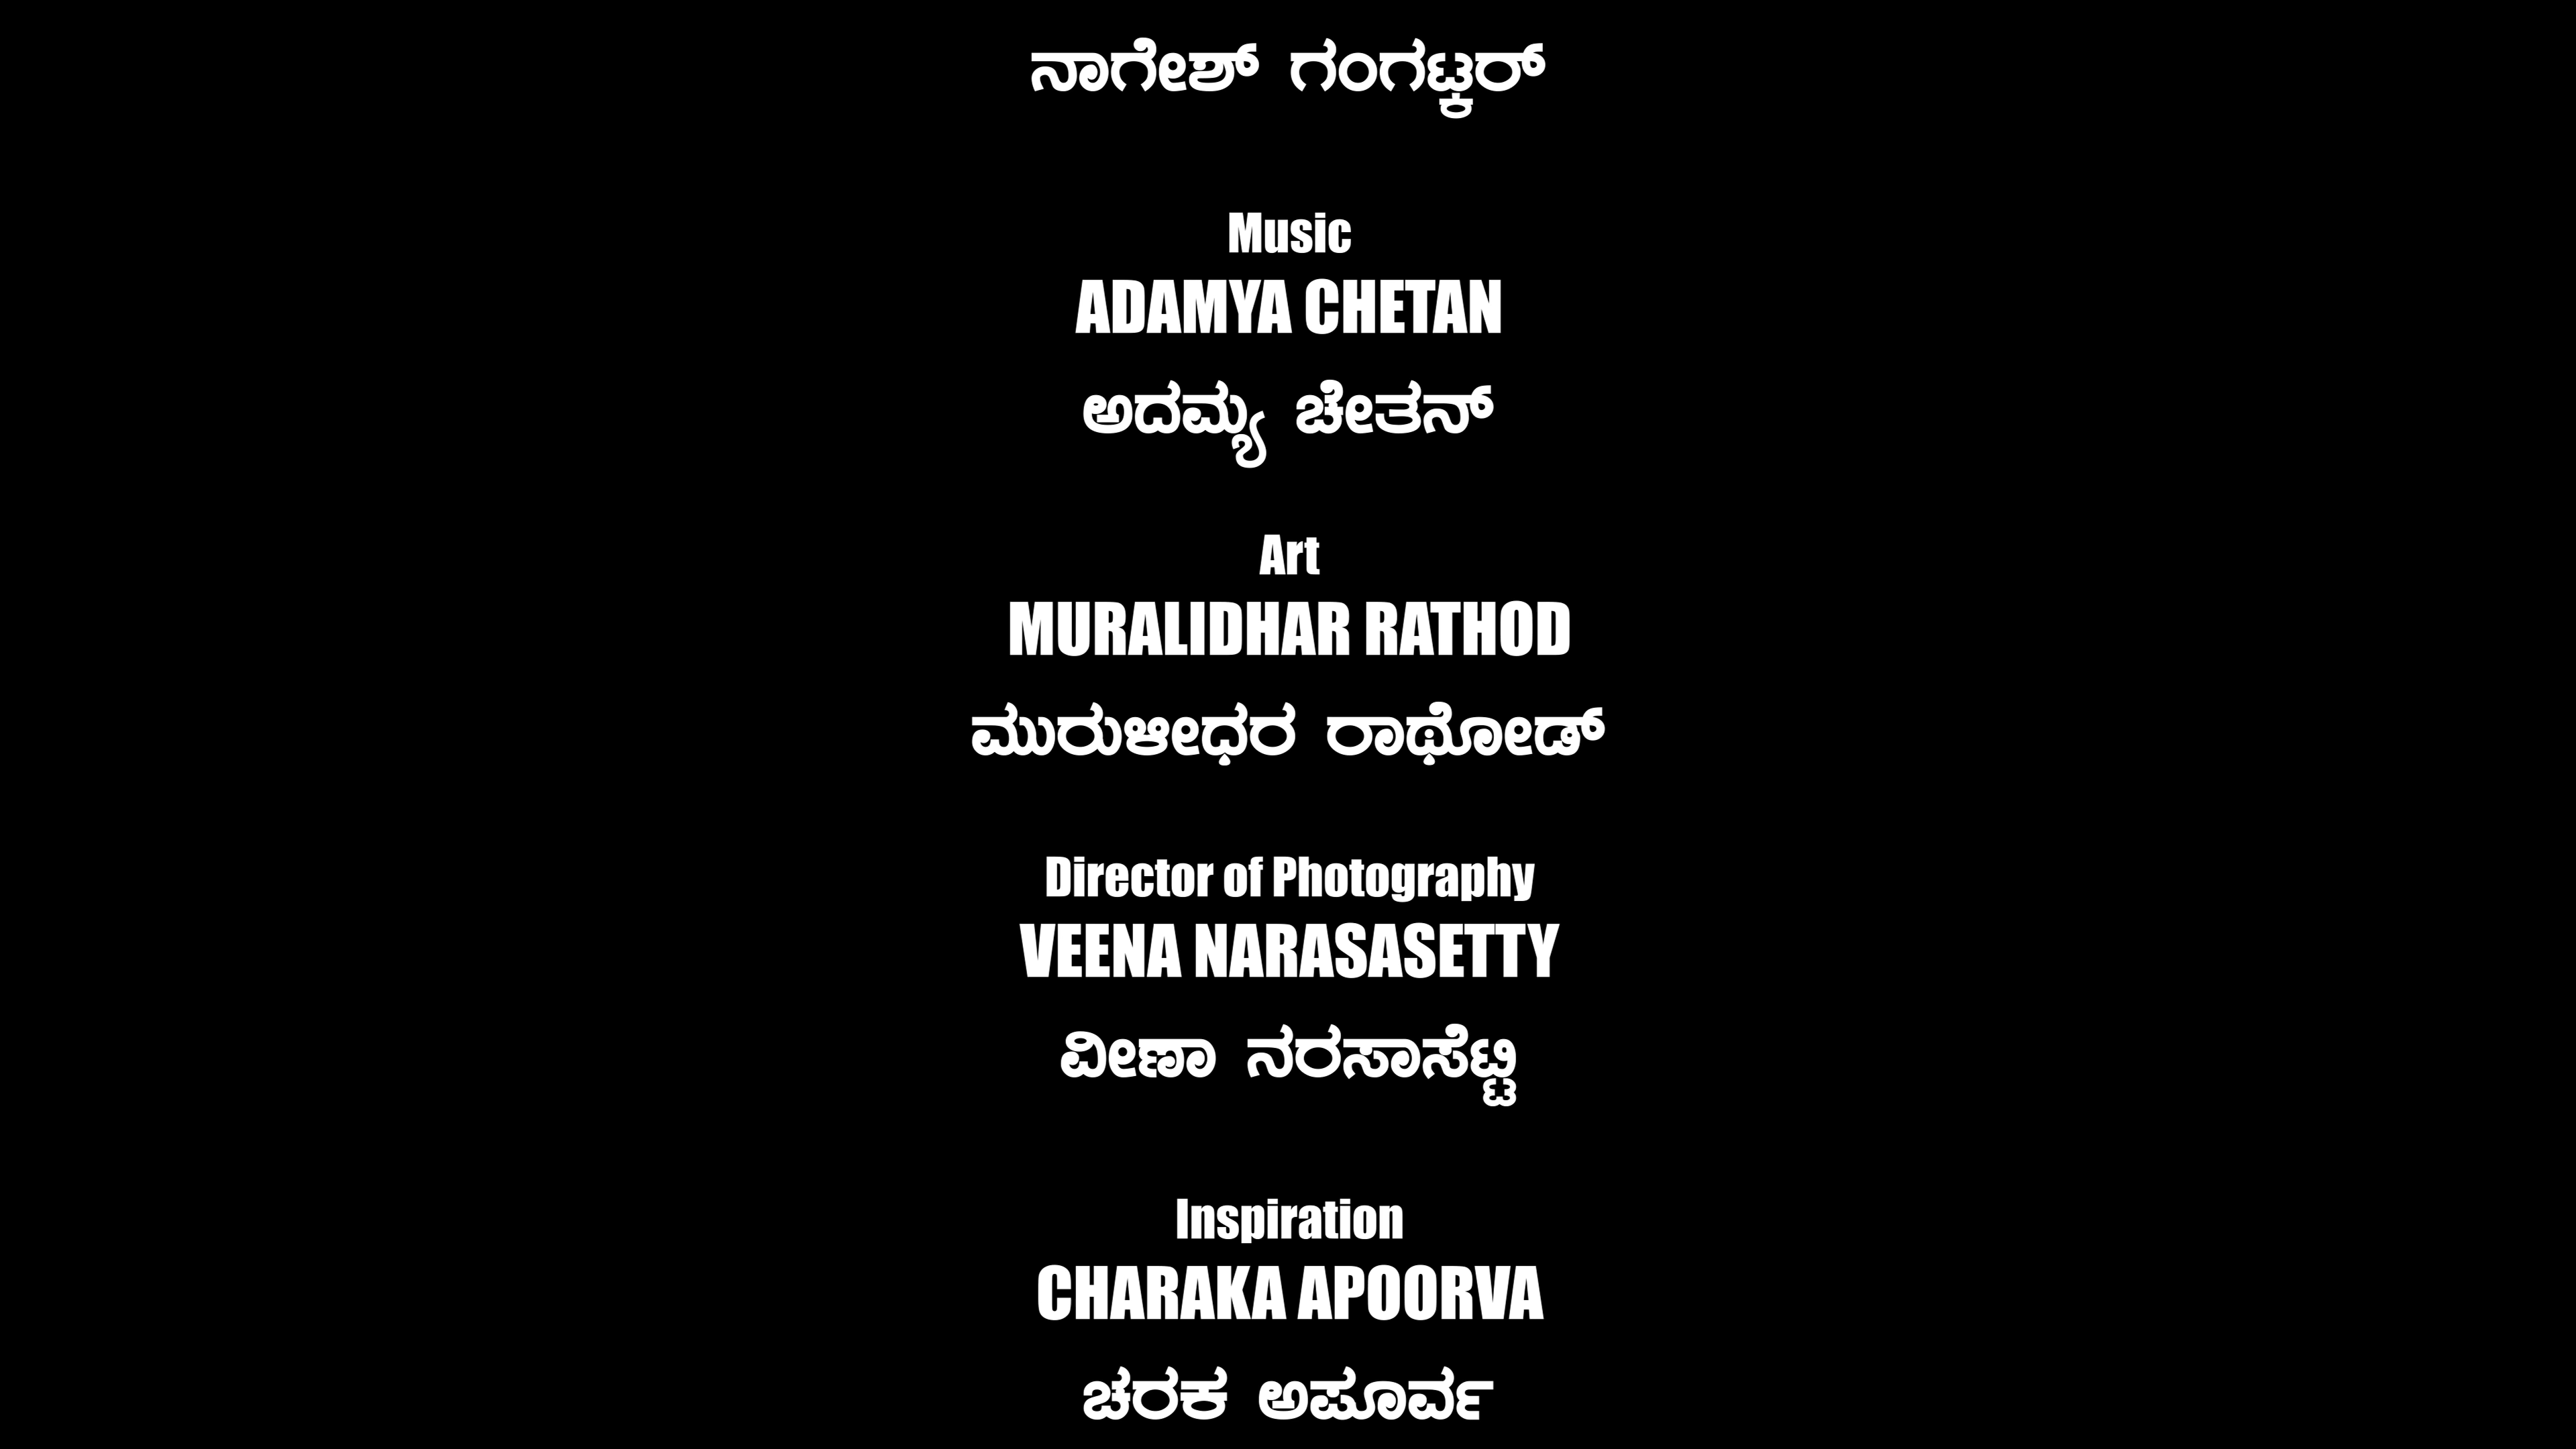 ನಾಗೇಶ್ ಗಂಗಟ್ಕರ್
Music
ADAMYA CHETAN
ಅದಮ್ಯ ಚೇತನ್
Art
MURALIDHAR RATHOD
ಮುರುಳೀಧರ ರಾಥೋಡ್
Director of Photography
VEENA NARASASETTY
ವೀಣಾ ನರಸಾಸೆಟ್ಟಿ
Inspiration
CHARAKA APOORVA
ಚರಕ ಅಪೂರ್ವ